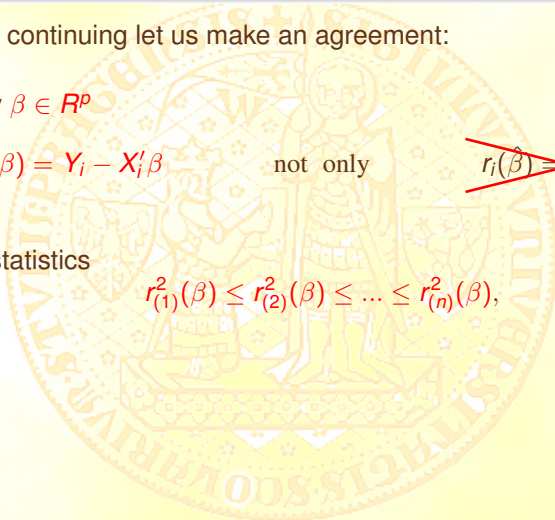 continuing let us make an agreement:
β ∈ R^p
β) = Y_i − X_i′β not only r_i(β̂) =
statistics
r²_(1)(β) ≤ r²_(2)(β) ≤ ... ≤ r²_(n)(β),